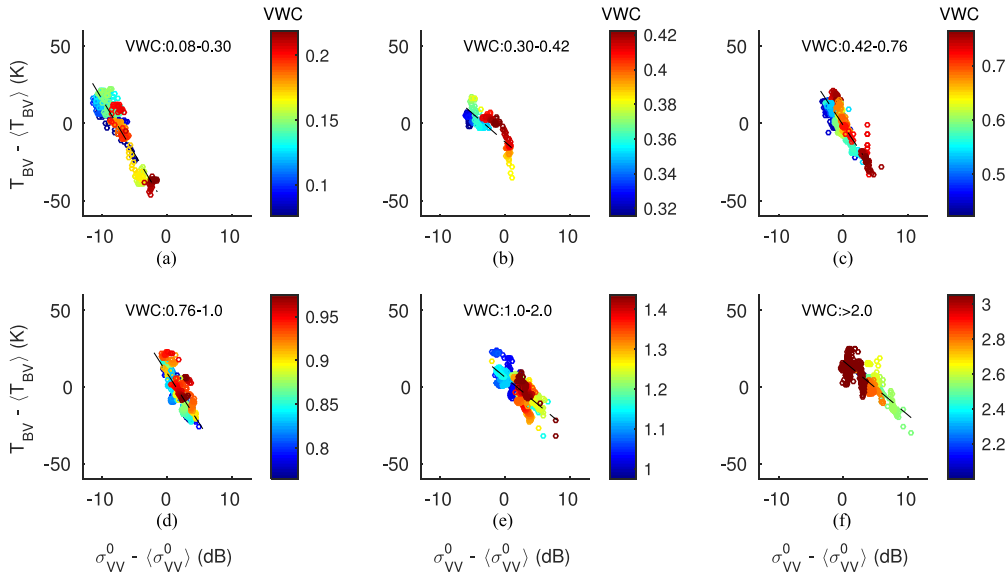 VWC VWC VWC
50 VWC:0.08-0.30 0.2 50 VWC:0.30-0.42 0.42 50 VWC:0.42-0.76 0.7
0.4
0 0.15 0 0.38 0 0.6
0.36
0.1 0.34 0.5
-50 -50 0.32 -50
T_BV - ⟨T_BV⟩ (K)
-10 0 10 -10 0 10 -10 0 10
(a) (b) (c)
50 VWC:0.76-1.0 0.95 50 VWC:1.0-2.0 1.4 50 VWC:>2.0 3
0.9 1.3 2.8
0 0 1.2 0 2.6
0.85 1.1 2.4
-50 0.8 -50 1 -50 2.2
T_BV - ⟨T_BV⟩ (K)
-10 0 10 -10 0 10 -10 0 10
(d) (e) (f)
σ⁰_VV - ⟨σ⁰_VV⟩ (dB) σ⁰_VV - ⟨σ⁰_VV⟩ (dB) σ⁰_VV - ⟨σ⁰_VV⟩ (dB)